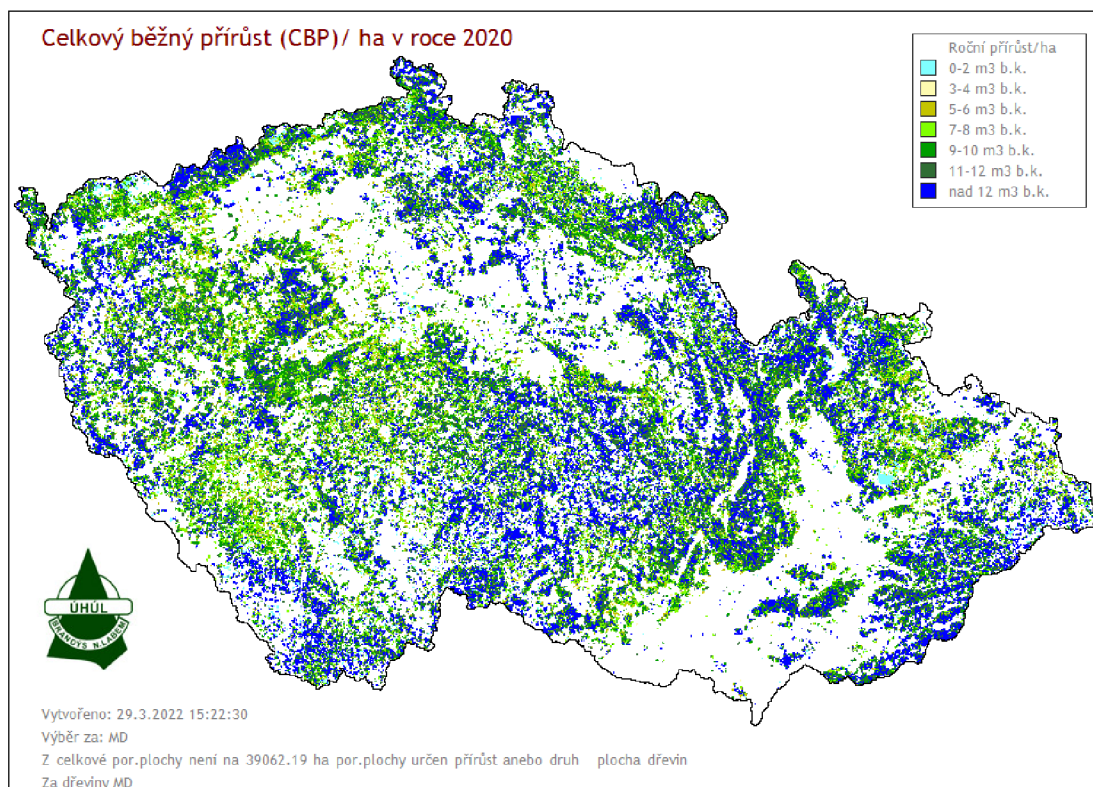 Celkový běžný přírůst (CBP)/ ha v roce 2020
Roční přírůst/ha
0-2 m3 b.k.
3-4 m3 b.k.
5-6 m3 b.k.
7-8 m3 b.k.
9-10 m3 b.k.
11-12 m3 b.k.
nad 12 m3 b.k.
ÚHÚL
BRANDÝS N.LABEM
Vytvořeno: 29.3.2022 15:22:30
Výběr za: MD
Z celkové por.plochy není na 39062.19 ha por.plochy určen přírůst anebo druh plocha dřevin
Za dřeviny MD